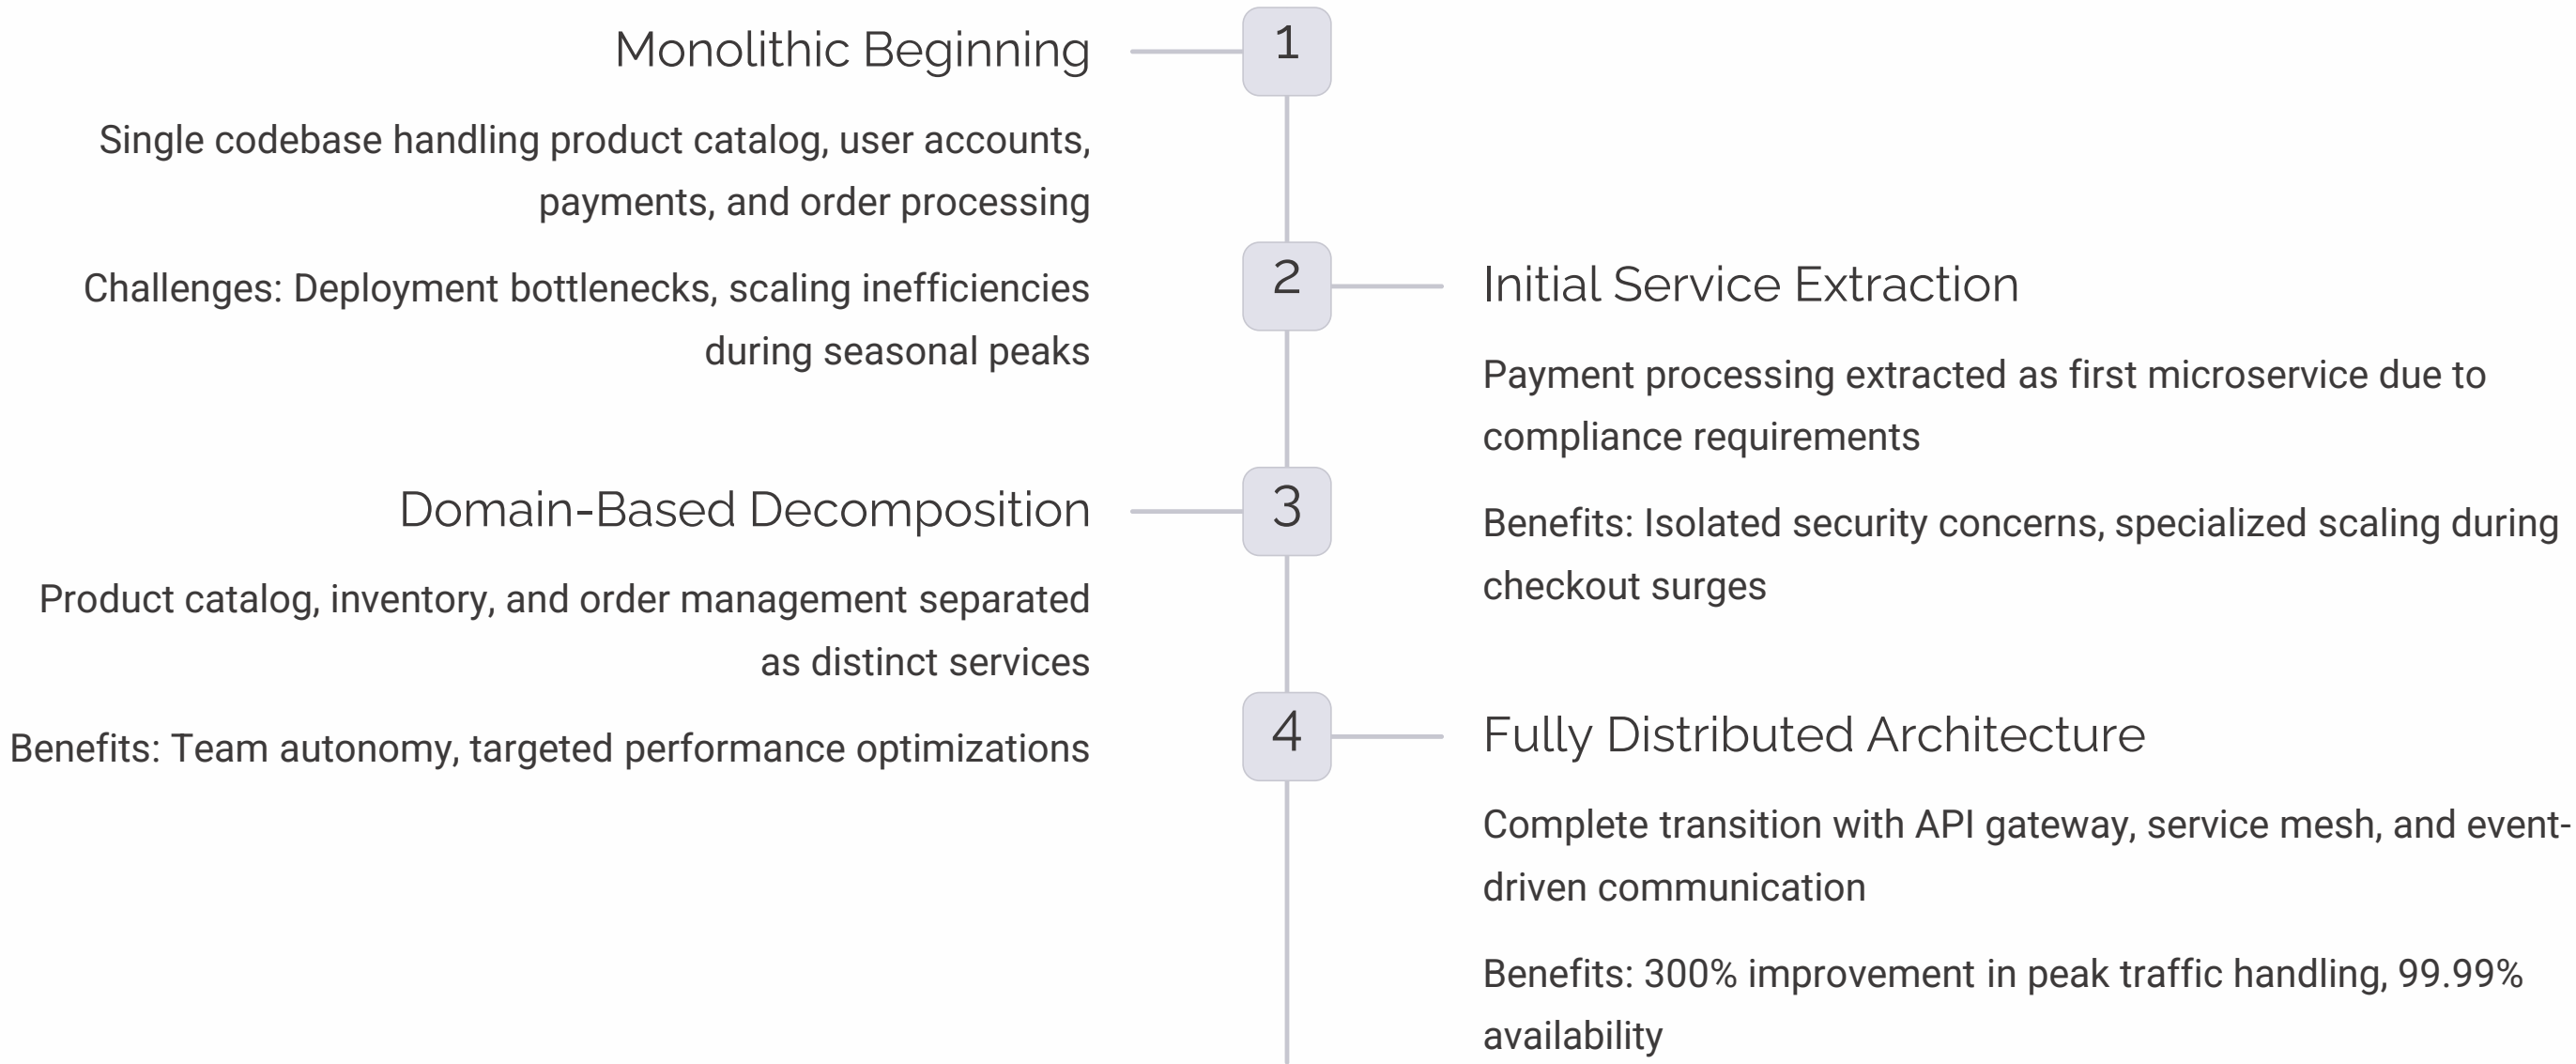 1
Monolithic Beginning
Single codebase handling product catalog, user accounts,
payments, and order processing
Challenges: Deployment bottlenecks, scaling inefficiencies
during seasonal peaks
2
Initial Service Extraction
Payment processing extracted as first microservice due to
compliance requirements
Benefits: Isolated security concerns, specialized scaling during
checkout surges
3
Domain-Based Decomposition
Product catalog, inventory, and order management separated
as distinct services
Benefits: Team autonomy, targeted performance optimizations
4
Fully Distributed Architecture
Complete transition with API gateway, service mesh, and event-
driven communication
Benefits: 300% improvement in peak traffic handling, 99.99%
availability